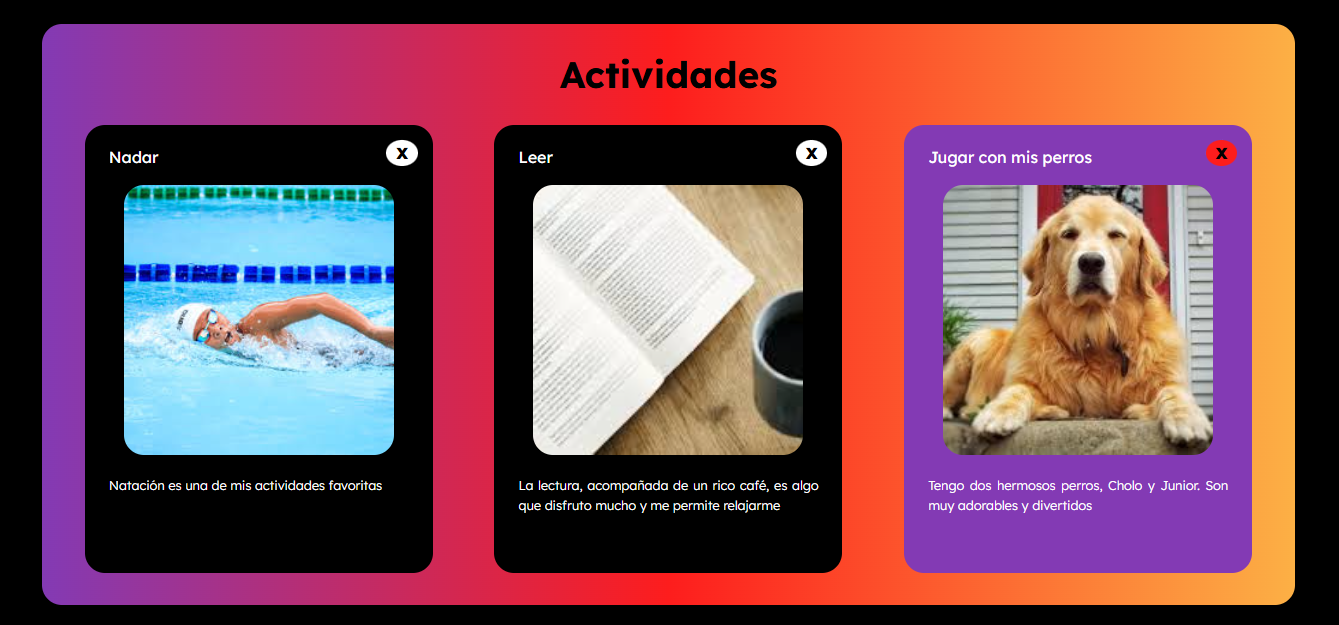 Actividades
Nadar
X
Natación es una de mis actividades favoritas
Leer
X
La lectura, acompañada de un rico café, es algo
que disfruto mucho y me permite relajarme
Jugar con mis perros
X
Tengo dos hermosos perros, Cholo y Junior. Son
muy adorables y divertidos